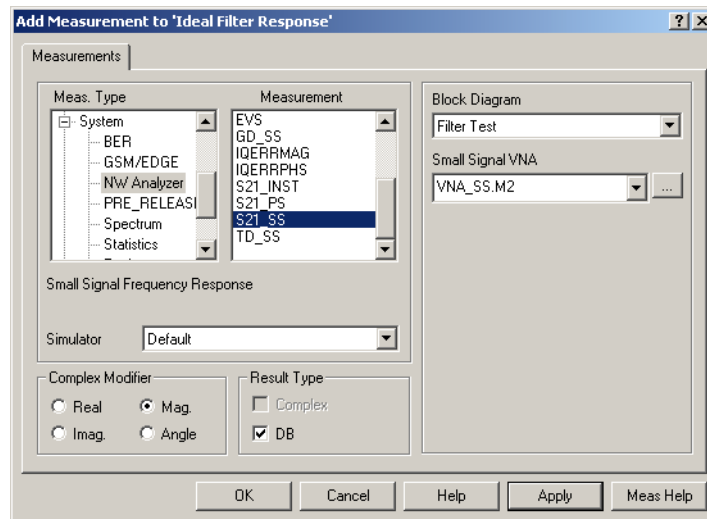 Add Measurement to 'Ideal Filter Response'
Measurements
Meas. Type
System
BER
GSM/EDGE
NW Analyzer
PRE_RELEASI
Spectrum
Statistics
Measurement
EVS
GD_SS
IQERRMAG
IQERRPHS
S21_INST
S21_PS
S21_SS
TD_SS
Small Signal Frequency Response
Simulator
Default
Block Diagram
Filter Test
Small Signal VNA
VNA_SS.M2
...
Complex Modifier
Real
Mag.
Imag.
Angle
Result Type
Complex
DB
OK
Cancel
Help
Apply
Meas Help